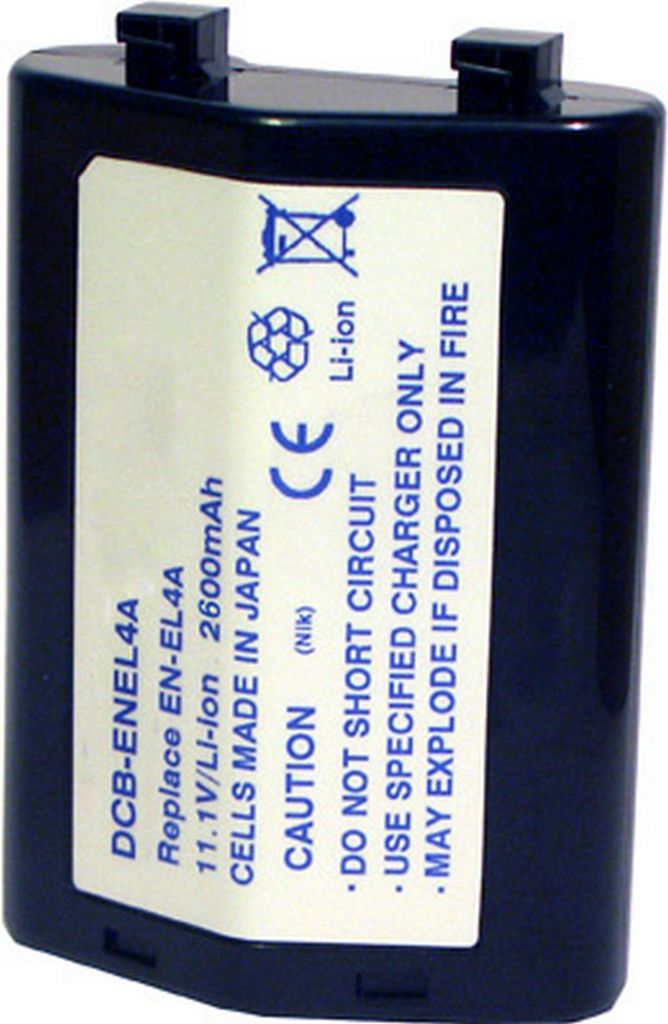 DCB-ENEL4A
Replace EN-EL4A
11.1V/Li-Ion 2600mAh
CELLS MADE IN JAPAN
CAUTION (Nik) CE Li-ion
· DO NOT SHORT CIRCUIT
· USE SPECIFIED CHARGER ONLY
· MAY EXPLODE IF DISPOSED IN FIRE